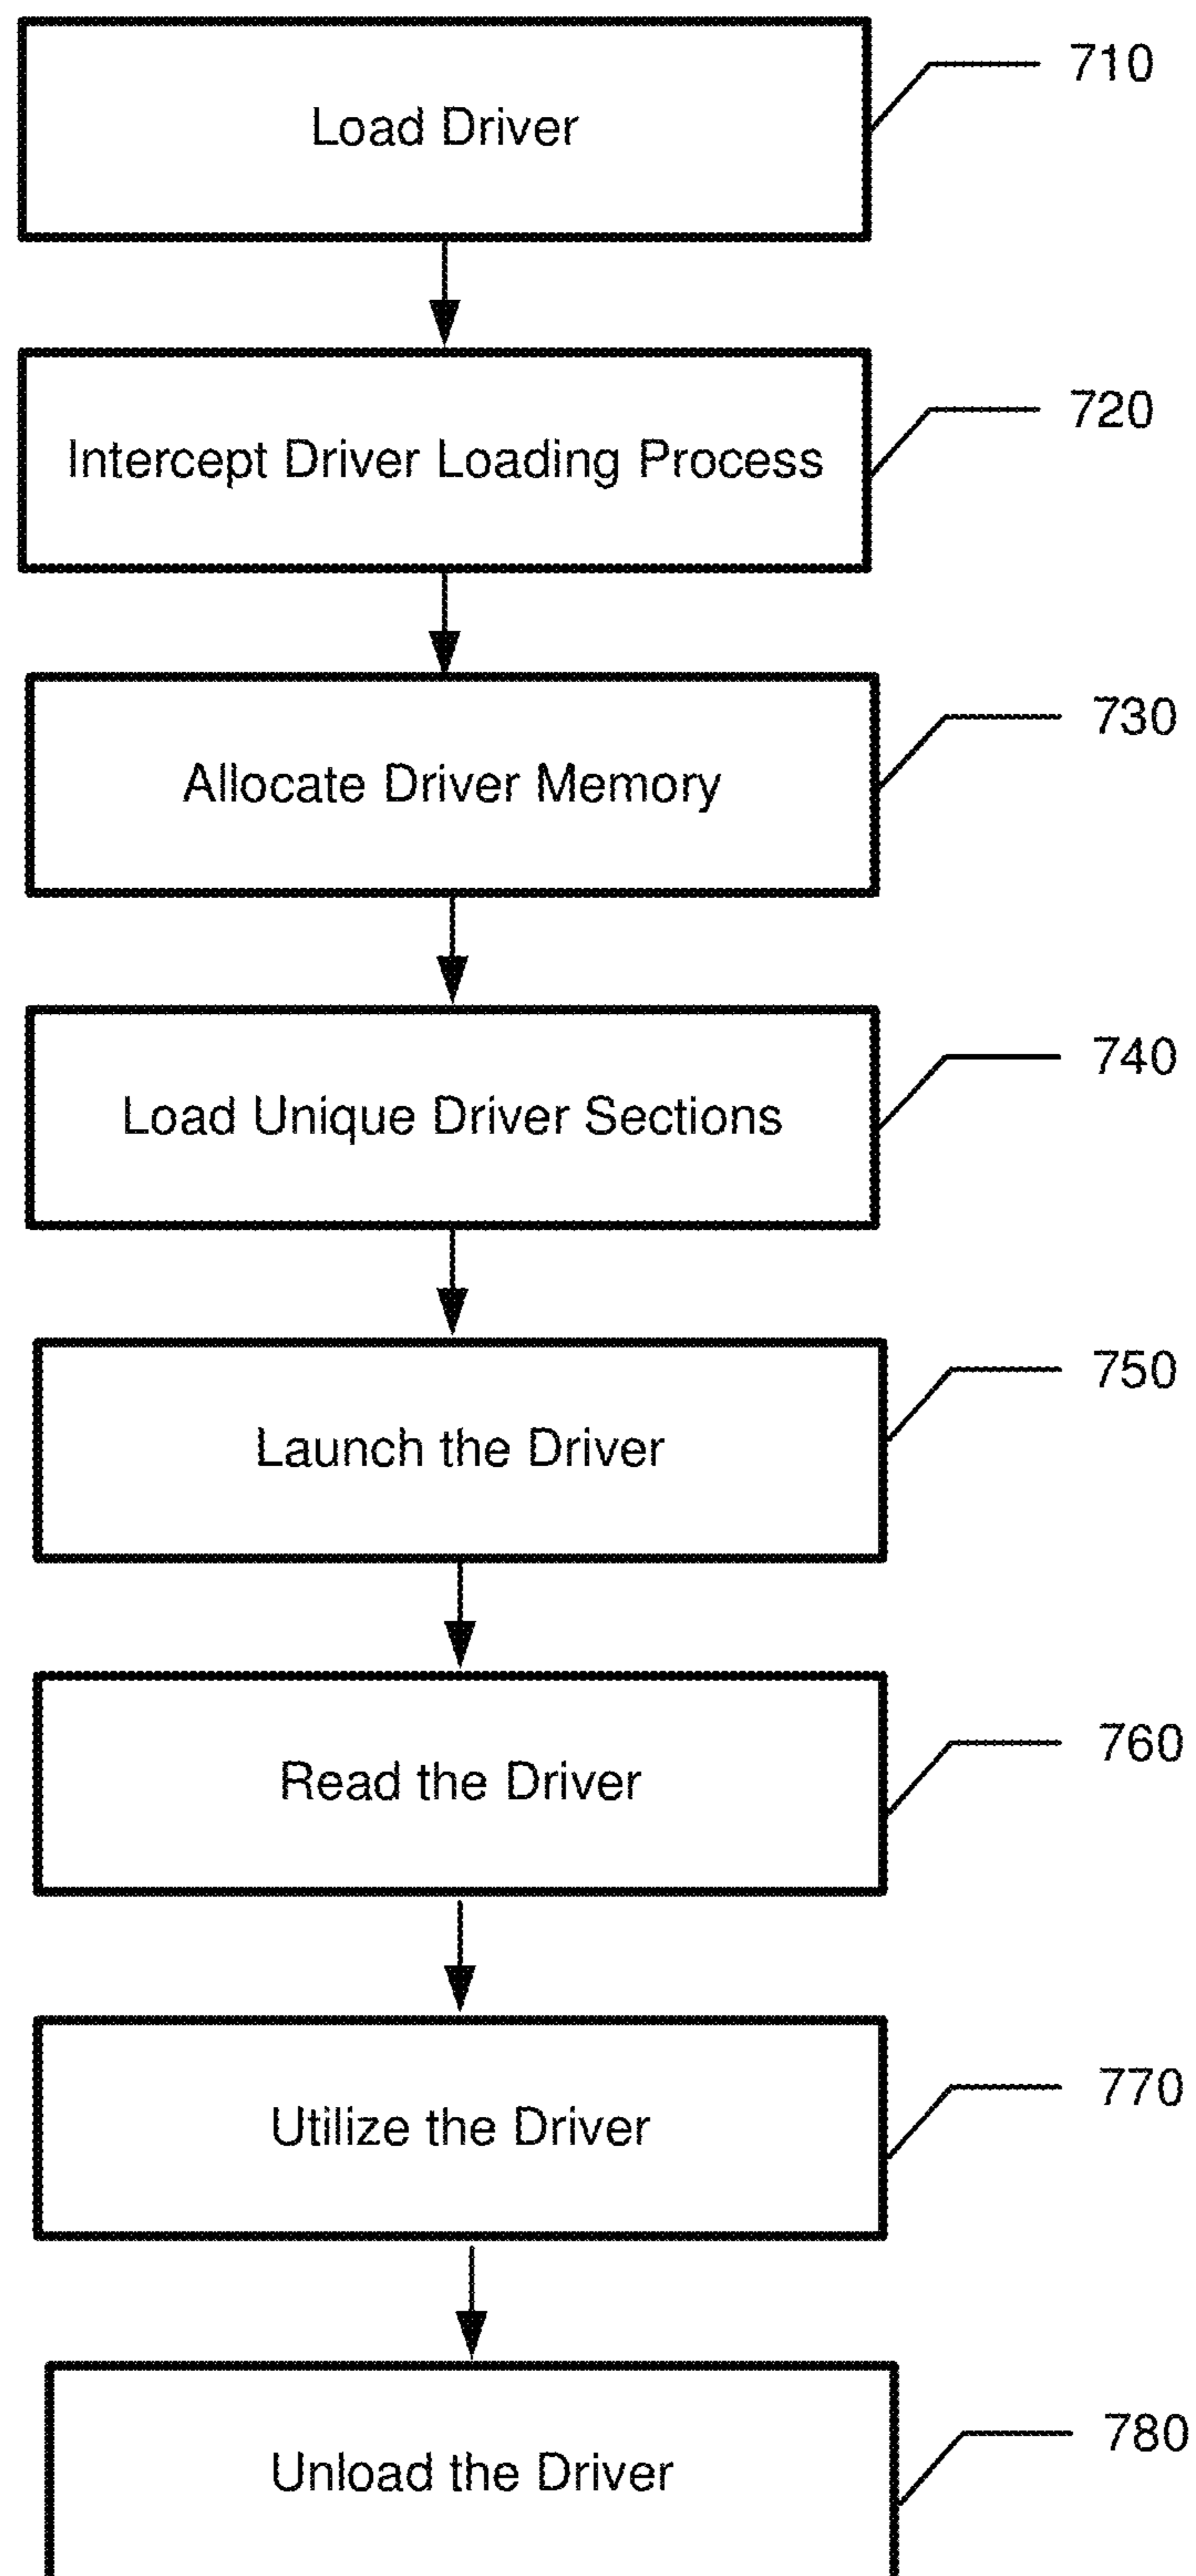 Load Driver
710
Intercept Driver Loading Process
720
Allocate Driver Memory
730
Load Unique Driver Sections
740
Launch the Driver
750
Read the Driver
760
Utilize the Driver
770
Unload the Driver
780